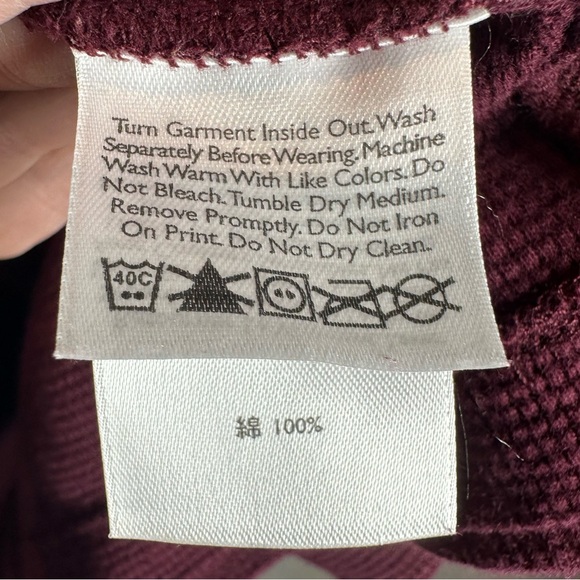 Turn Garment Inside Out. Wash
Separately Before Wearing. Machine
Wash Warm With Like Colors. Do
Not Bleach. Tumble Dry Medium.
Remove Promptly. Do Not Iron
On Print. Do Not Dry Clean.
40C
綿 100%